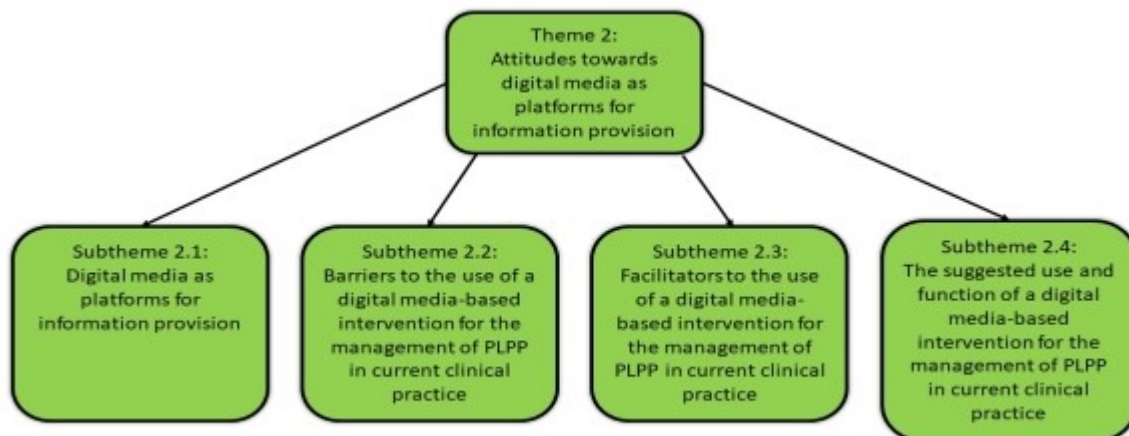 Theme 2:
Attitudes towards
digital media as
platforms for
information provision
Subtheme 2.1:
Digital media as
platforms for
information provision
Subtheme 2.2:
Barriers to the use of a
digital media-based
intervention for the
management of PLPP
in current clinical
practice
Subtheme 2.3:
Facilitators to the use
of a digital media-
based intervention for
the management of
PLPP in current clinical
practice
Subtheme 2.4:
The suggested use and
function of a digital
media-based
intervention for the
management of PLPP
in current clinical
practice